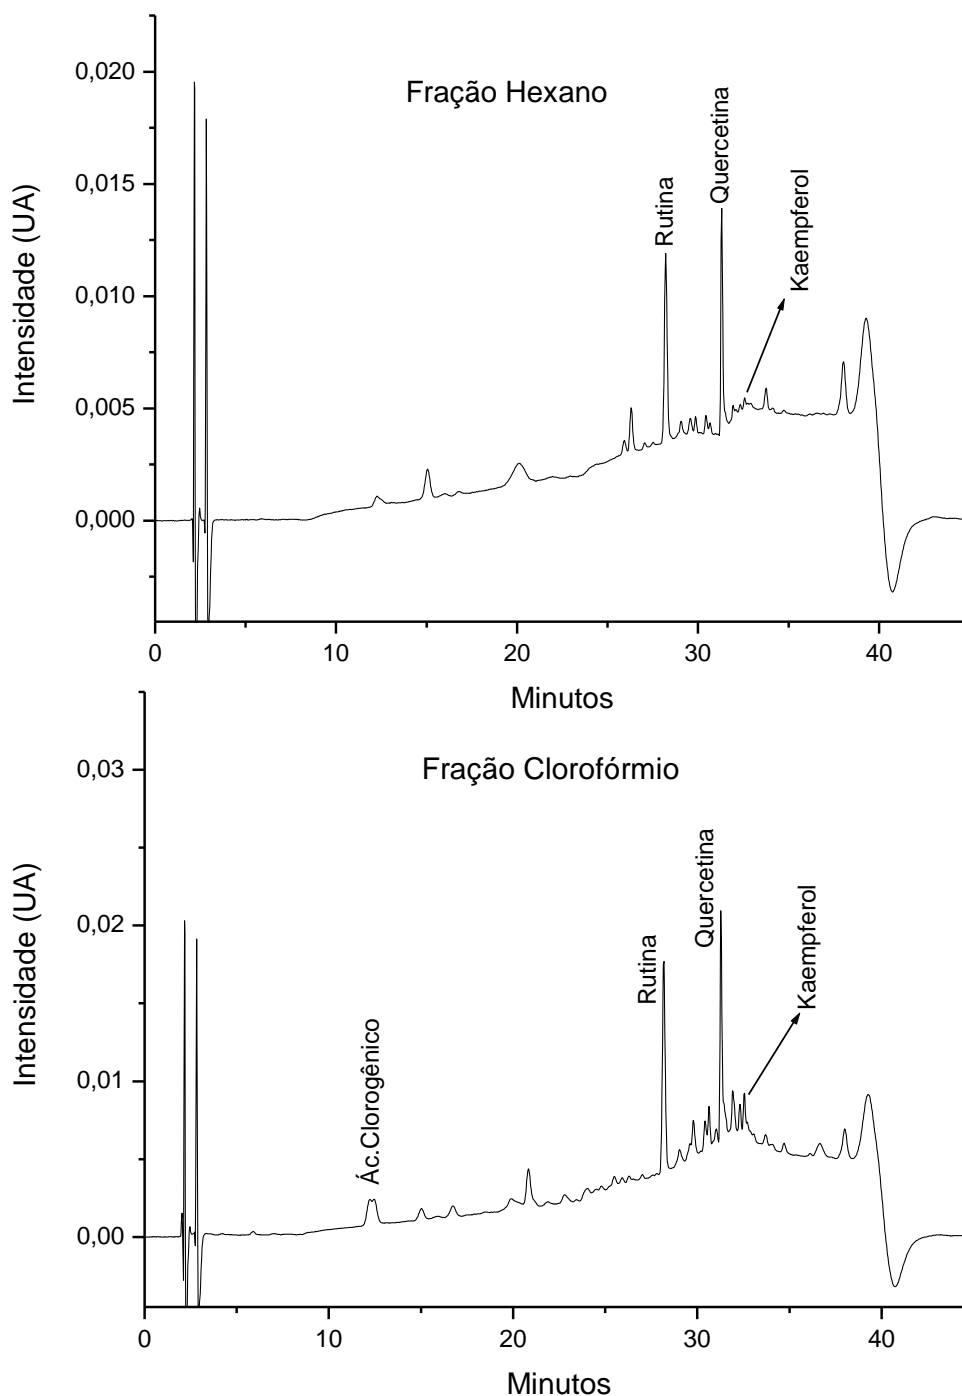 Fração Hexano
Intensidade (UA)
0,020
0,015
0,010
0,005
0,000
Rutina
Quercetina
Kaempferol
0 10 20 30 40
Minutos
Fração Clorofórmio
Intensidade (UA)
0,03
0,02
0,01
0,00
Ác.Clorogênico
Rutina
Quercetina
Kaempferol
0 10 20 30 40
Minutos